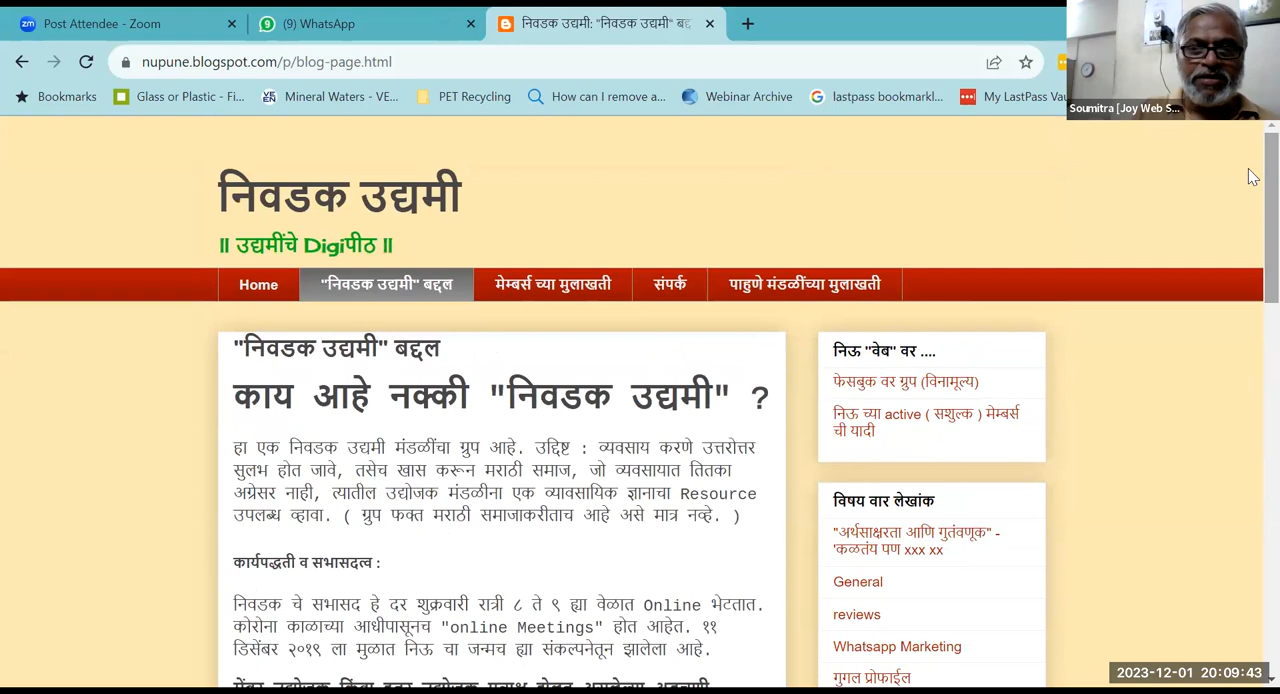 Post Attendee - Zoom
(9) WhatsApp
निवडक उद्यमी: "निवडक उद्यमी" बद्द
nupune.blogspot.com/p/blog-page.html
Bookmarks
Glass or Plastic - Fi...
Mineral Waters - VE...
PET Recycling
How can I remove a...
Webinar Archive
lastpass bookmarkl...
My LastPass Vau
Soumitra [Joy Web S...
निवडक उद्यमी
॥ उद्यमींचे Digiपीठ ॥
Home
"निवडक उद्यमी" बद्दल
मेम्बर्स च्या मुलाखती
संपर्क
पाहुणे मंडळींच्या मुलाखती
"निवडक उद्यमी" बद्दल
काय आहे नक्की "निवडक उद्यमी" ?
हा एक निवडक उद्यमी मंडळींचा ग्रुप आहे. उद्दिष्ट : व्यवसाय करणे उत्तरोत्तर
सुलभ होत जावे, तसेच खास करून मराठी समाज, जो व्यवसायात तितका
अग्रेसर नाही, त्यातील उद्योजक मंडळीना एक व्यावसायिक ज्ञानाचा Resource
उपलब्ध व्हावा. ( ग्रुप फक्त मराठी समाजाकरीताच आहे असे मात्र नव्हे. )
कार्यपद्धती व सभासदत्व :
निवडक चे सभासद हे दर शुक्रवारी रात्री ८ ते ९ ह्या वेळात Online भेटतात.
कोरोना काळाच्या आधीपासूनच "online Meetings" होत आहेत. ११
डिसेंबर २०१९ ला मुळात निऊ चा जन्मच ह्या संकल्पनेतून झालेला आहे.
निऊ "वेब" वर ....
फेसबुक वर ग्रुप (विनामूल्य)
निऊ च्या active ( सशुल्क ) मेम्बर्स
ची यादी
विषय वार लेखांक
"अर्थसाक्षरता आणि गुतंवणूक" -
'कळतंय पण xxx xx
General
reviews
Whatsapp Marketing
गुगल प्रोफाईल
2023-12-01 20:09:43